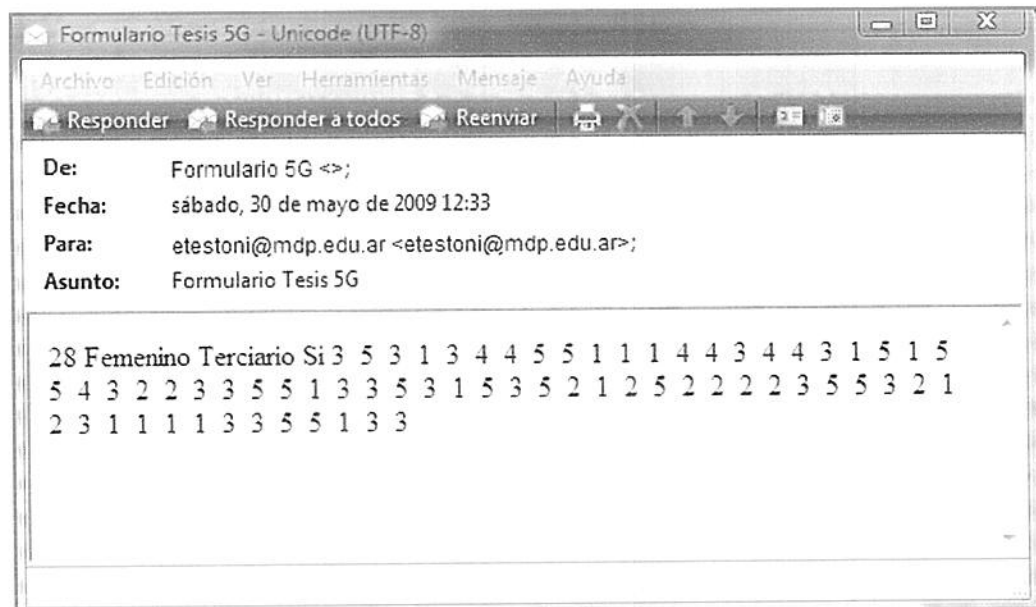 Formulario Tesis 5G - Unicode (UTF-8)
Archivo Edición Ver Herramientas Mensaje Ayuda
Responder Responder a todos Reenviar
De: Formulario 5G <>;
Fecha: sábado, 30 de mayo de 2009 12:33
Para: etestoni@mdp.edu.ar <etestoni@mdp.edu.ar>;
Asunto: Formulario Tesis 5G
28 Femenino Terciario Si 3 5 3 1 3 4 4 5 5 1 1 1 4 4 3 4 4 3 1 5 1 5
5 4 3 2 2 3 3 5 5 1 3 3 5 3 1 5 3 5 2 1 2 5 2 2 2 2 3 5 5 3 2 1
2 3 1 1 1 1 3 3 5 5 1 3 3